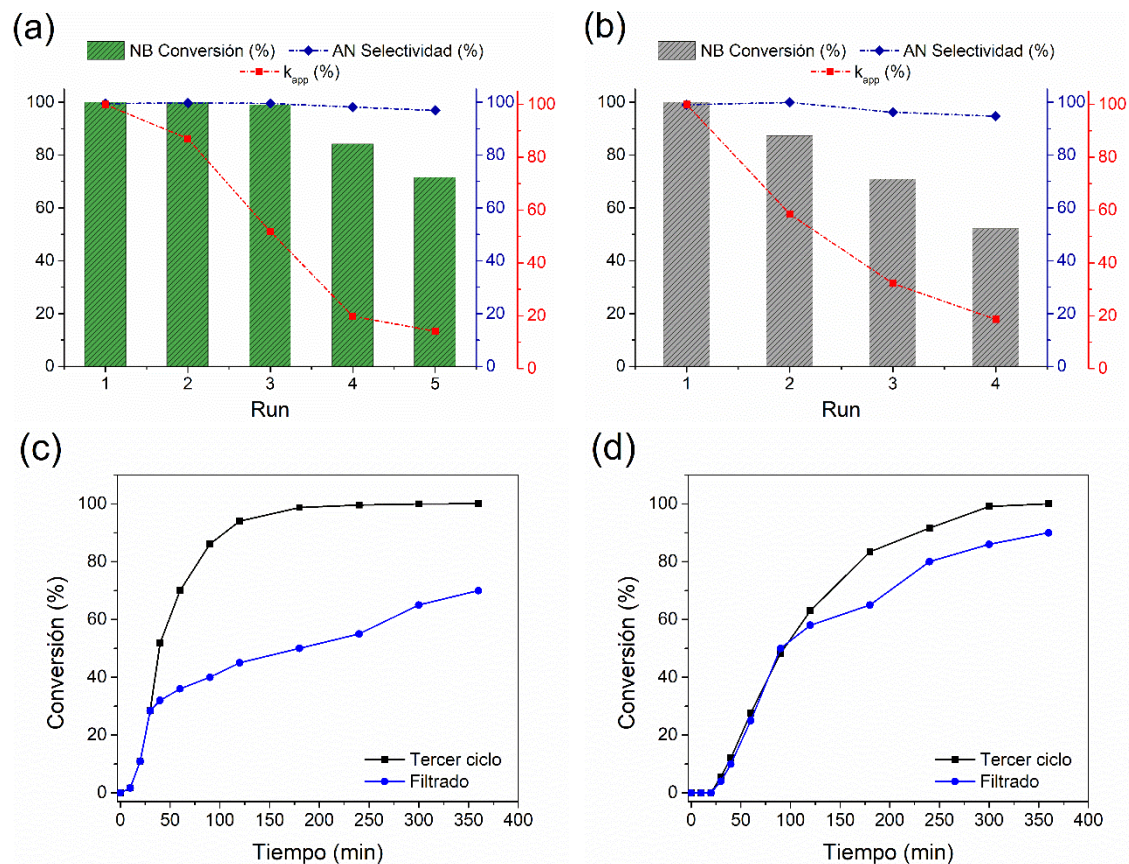 (a)
NB Conversión (%) AN Selectividad (%)
k_app (%)
100
80
60
40
20
0
100
80
60
40
20
0
100
80
60
40
20
0
1 2 3 4 5
Run
(b)
NB Conversión (%) AN Selectividad (%)
k_app (%)
100
80
60
40
20
0
100
80
60
40
20
0
100
80
60
40
20
0
1 2 3 4
Run
(c)
Conversión (%)
100
80
60
40
20
0
Tercer ciclo
Filtrado
0 50 100 150 200 250 300 350 400
Tiempo (min)
(d)
Conversión (%)
100
80
60
40
20
0
Tercer ciclo
Filtrado
0 50 100 150 200 250 300 350 400
Tiempo (min)